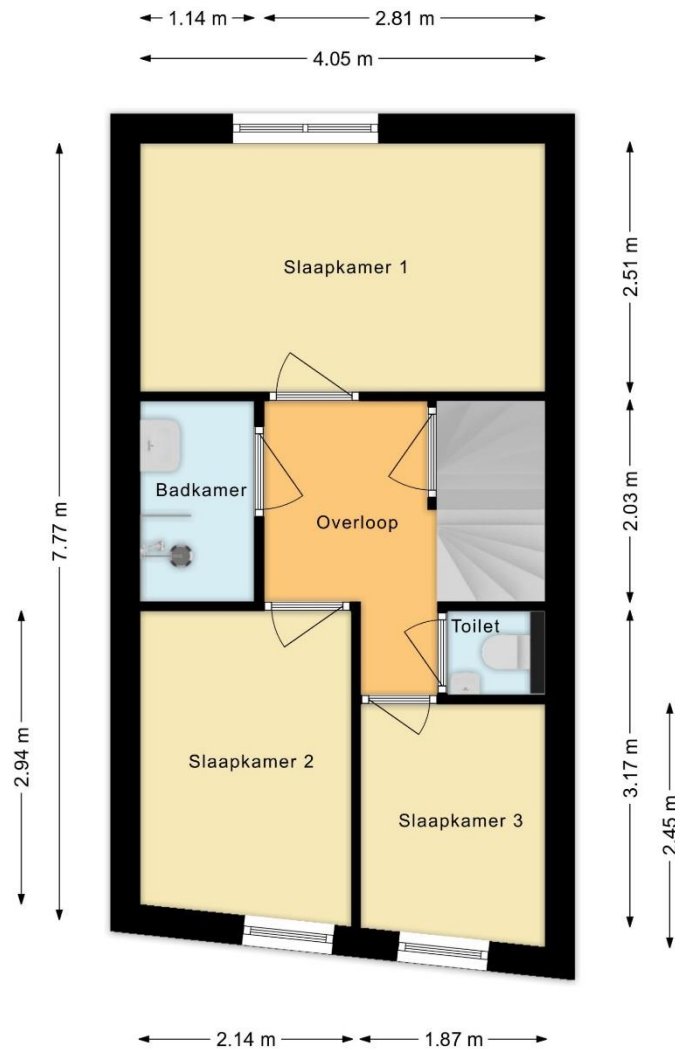 1.14 m
2.81 m
4.05 m
Slaapkamer 1
2.51 m
Badkamer
Overloop
2.03 m
7.77 m
Toilet
Slaapkamer 2
2.94 m
3.17 m
Slaapkamer 3
2.45 m
2.14 m
1.87 m